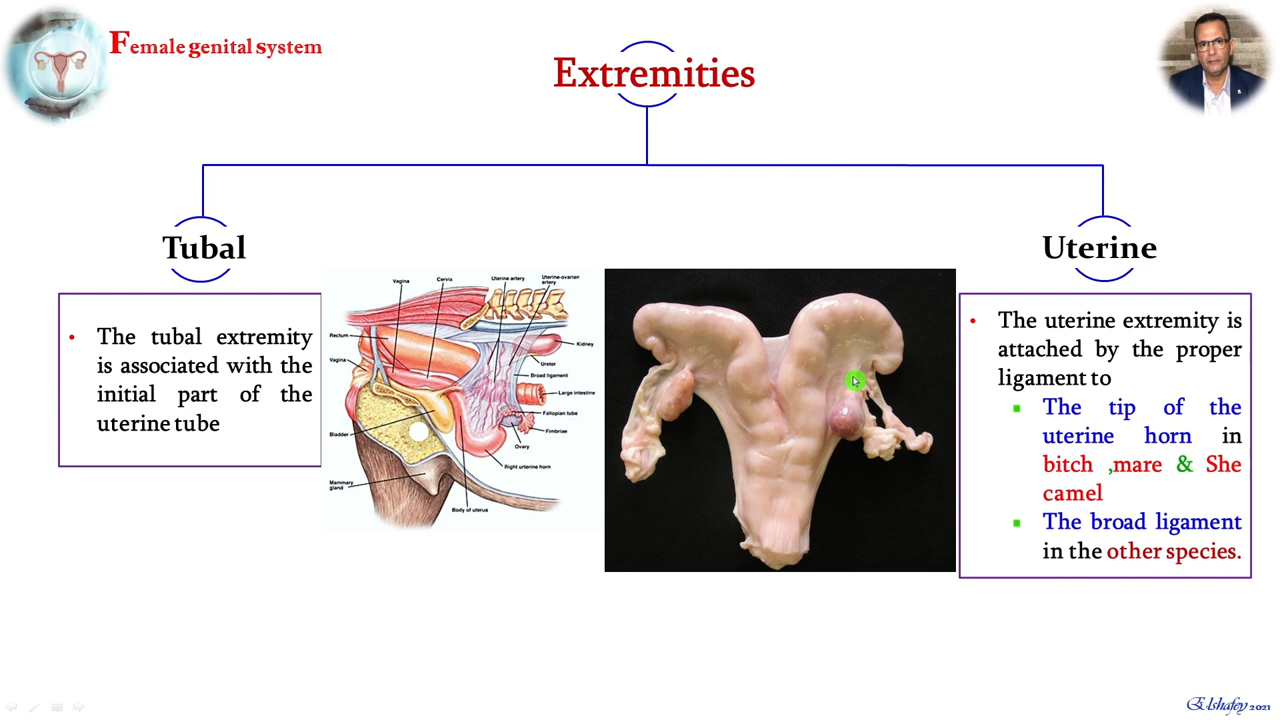 Female genital system
Extremities
Tubal
• The tubal extremity
is associated with the
initial part of the
uterine tube
Vagina
Cervix
Uterine artery
Uterine-ovarian
artery
Rectum
Kidney
Vagina
Ureter
Broad ligament
Large intestine
Fallopian tube
Fimbriae
Bladder
Ovary
Right uterine horn
Mammary
gland
Body of uterus
Uterine
• The uterine extremity is
attached by the proper
ligament to
▪ The tip of the
uterine horn in
bitch ,mare & She
camel
▪ The broad ligament
in the other species.
Elshafey 2021